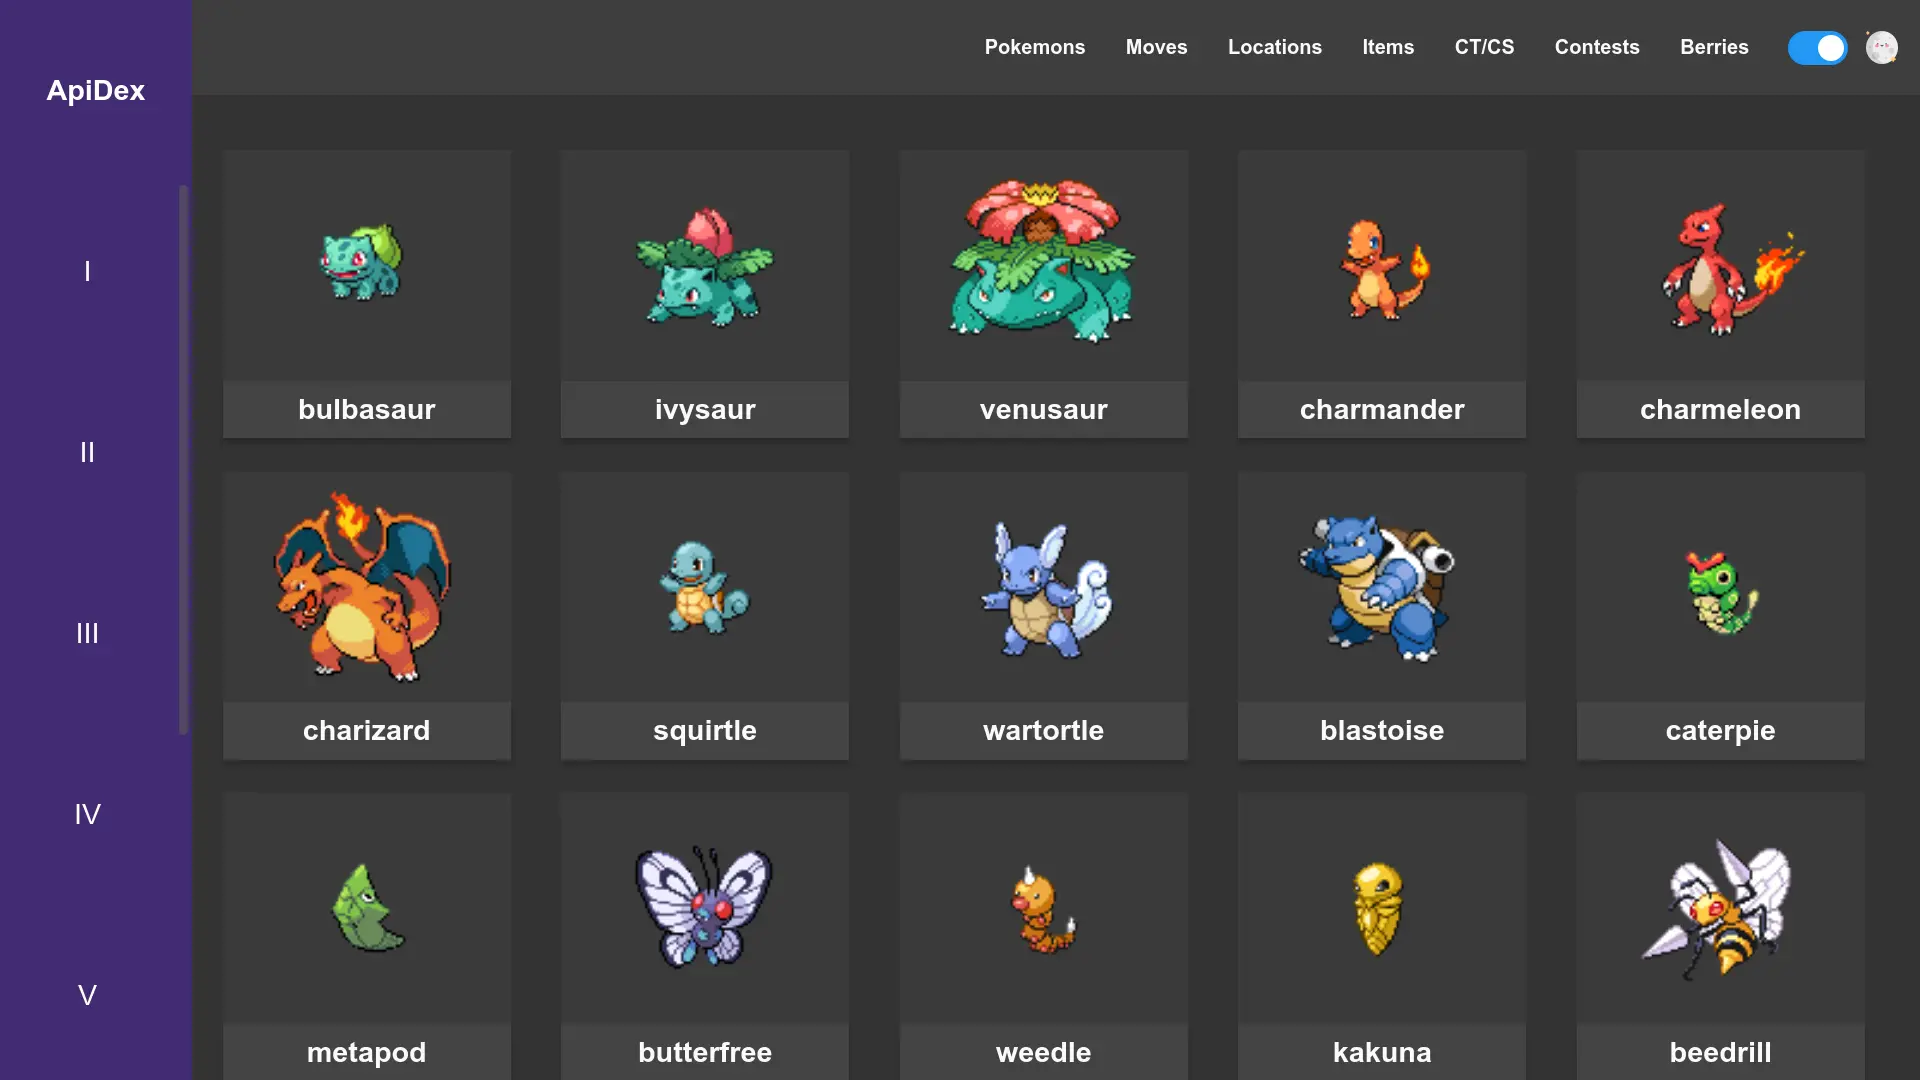 ApiDex
Pokemons Moves Locations Items CT/CS Contests Berries
I
II
III
IV
V
bulbasaur ivysaur venusaur charmander charmeleon
charizard squirtle wartortle blastoise caterpie
metapod butterfree weedle kakuna beedrill